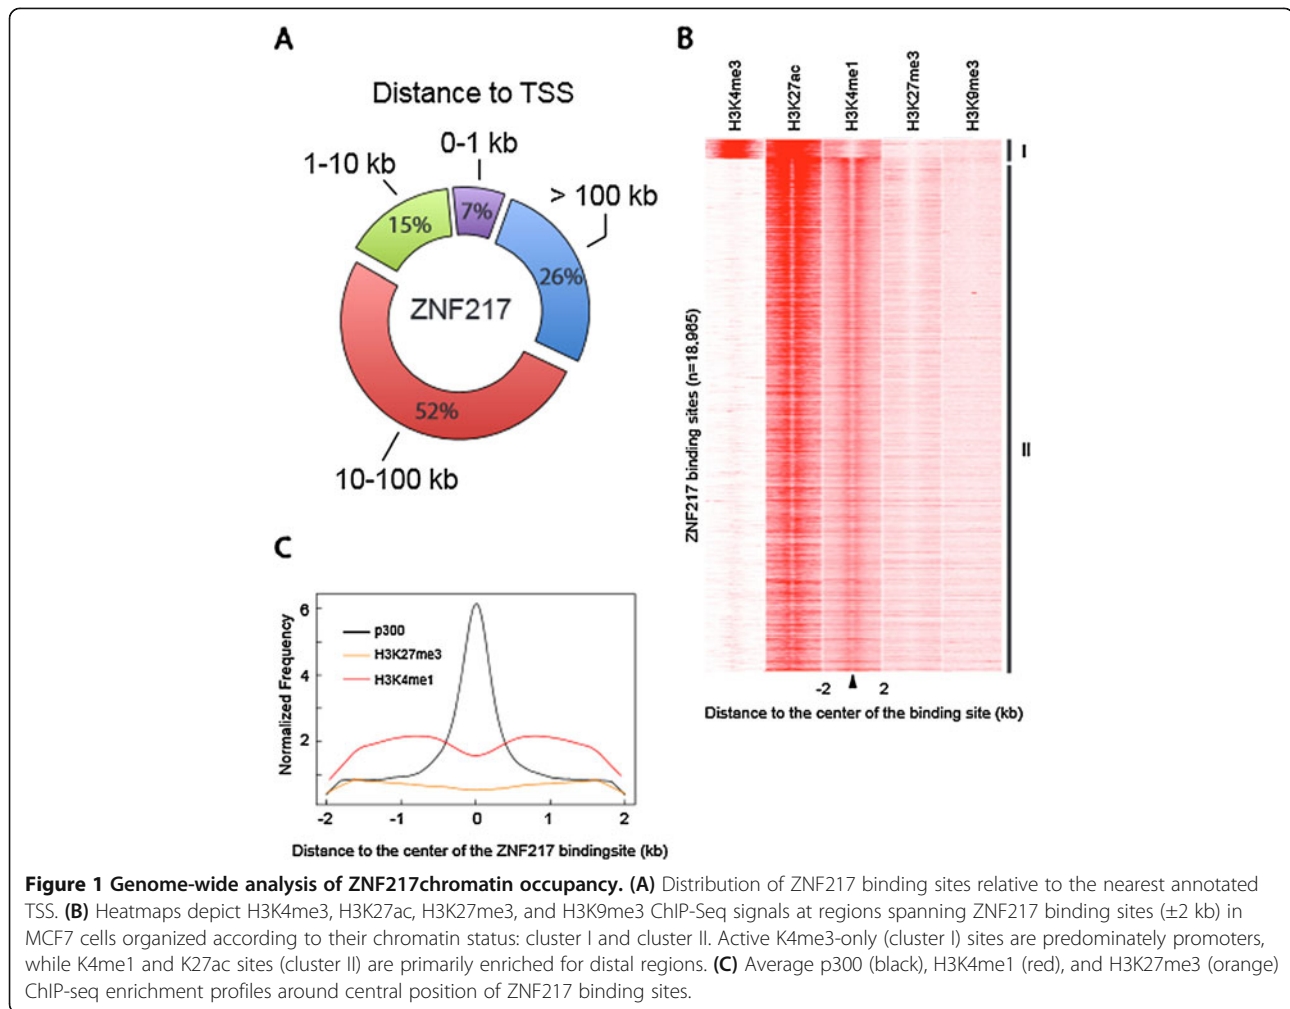 A
Distance to TSS
0-1 kb
1-10 kb
> 100 kb
7%
15%
26%
ZNF217
52%
10-100 kb
B
H3K4me3
H3K27ac
H3K4me1
H3K27me3
H3K9me3
I
II
ZNF217 binding sites (n=18,965)
-2 2
Distance to the center of the binding site (kb)
C
6
4
2
Normalized Frequency
p300
H3K27me3
H3K4me1
-2 -1 0 1 2
Distance to the center of the ZNF217 bindingsite (kb)
Figure 1 Genome-wide analysis of ZNF217chromatin occupancy. (A) Distribution of ZNF217 binding sites relative to the nearest annotated
TSS. (B) Heatmaps depict H3K4me3, H3K27ac, H3K27me3, and H3K9me3 ChIP-Seq signals at regions spanning ZNF217 binding sites (±2 kb) in
MCF7 cells organized according to their chromatin status: cluster I and cluster II. Active K4me3-only (cluster I) sites are predominately promoters,
while K4me1 and K27ac sites (cluster II) are primarily enriched for distal regions. (C) Average p300 (black), H3K4me1 (red), and H3K27me3 (orange)
ChIP-seq enrichment profiles around central position of ZNF217 binding sites.